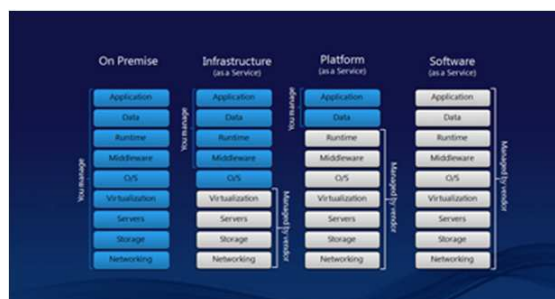 On Premise
Application
Data
Runtime
Middleware
O/S
Virtualization
Servers
Storage
Networking
You manage
Infrastructure
(as a Service)
Application
Data
Runtime
Middleware
O/S
Virtualization
Servers
Storage
Networking
You manage
Managed by vendor
Platform
(as a Service)
Application
Data
Runtime
Middleware
O/S
Virtualization
Servers
Storage
Networking
You manage
Managed by vendor
Software
(as a Service)
Application
Data
Runtime
Middleware
O/S
Virtualization
Servers
Storage
Networking
Managed by vendor